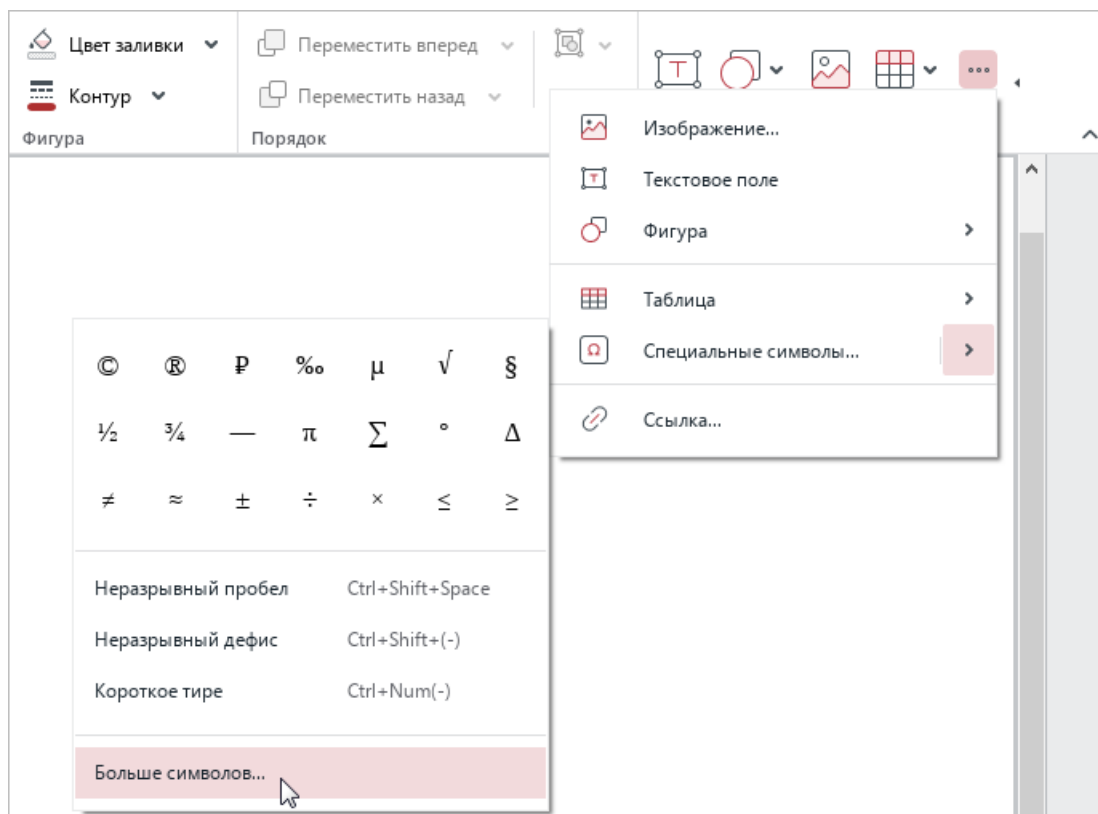 Цвет заливки
Контур
Фигура
Переместить вперед
Переместить назад
Порядок
T
Изображение...
T Текстовое поле
Фигура
Таблица
Ω Специальные символы...
Ссылка...
© ® ₽ ‰ µ √ §
½ ¾ — π ∑ ° Δ
≠ ≈ ± ÷ × ≤ ≥
Неразрывный пробел Ctrl+Shift+Space
Неразрывный дефис Ctrl+Shift+(-)
Короткое тире Ctrl+Num(-)
Больше символов...